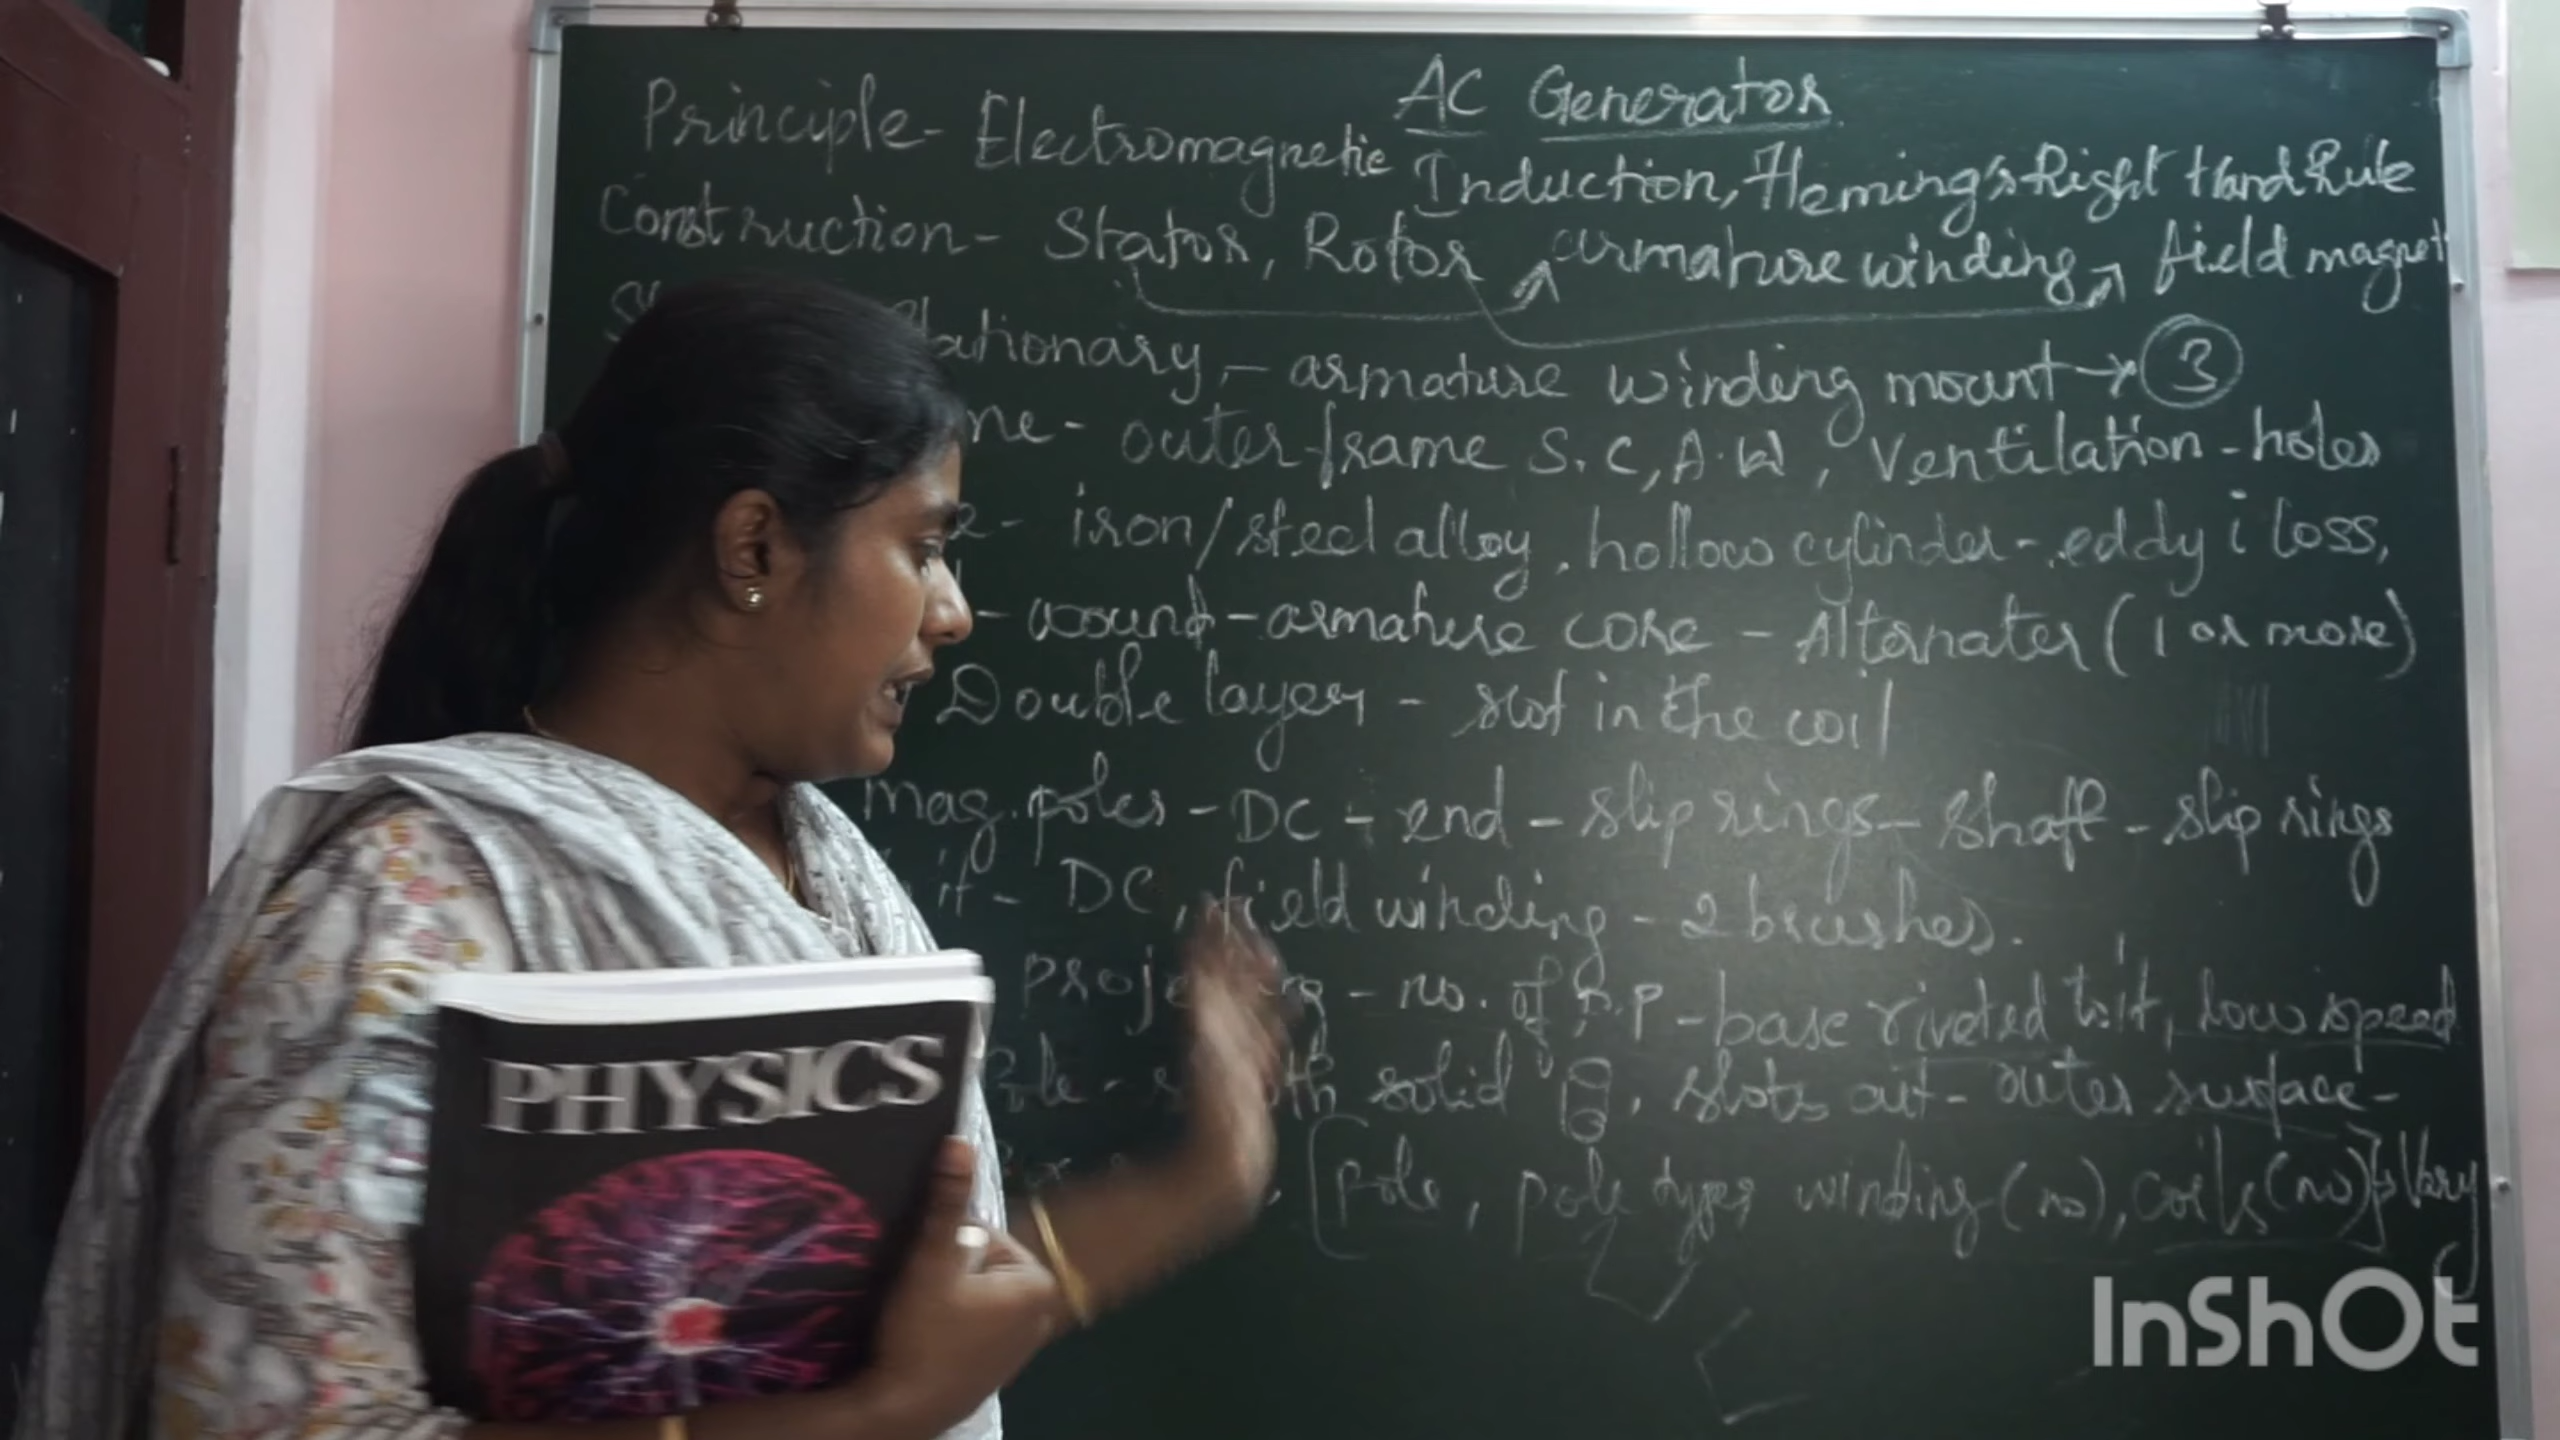 AC Generator
Principle- Electromagnetic Induction, Fleming's Right Hand Rule
Construction- Stator, Rotor armature winding field magnet
Stationary,- armature winding mount → 3
outer frame S.C, A.W, Ventilation-holes
iron/steel alloy, hollow cylinder-eddy i loss,
- wound-armature core - Alternater (1 or more)
Double layer - slot in the coil
mag. poles - DC - end - slip rings - shaft - slip rings
it - DC, field winding - 2 brushes.
no. of P.P - base riveted to it, low speed
solid slots cut - outer surface-
[pole, pole type, winding (no), coils (no)] Vary
PHYSICS
InShOt